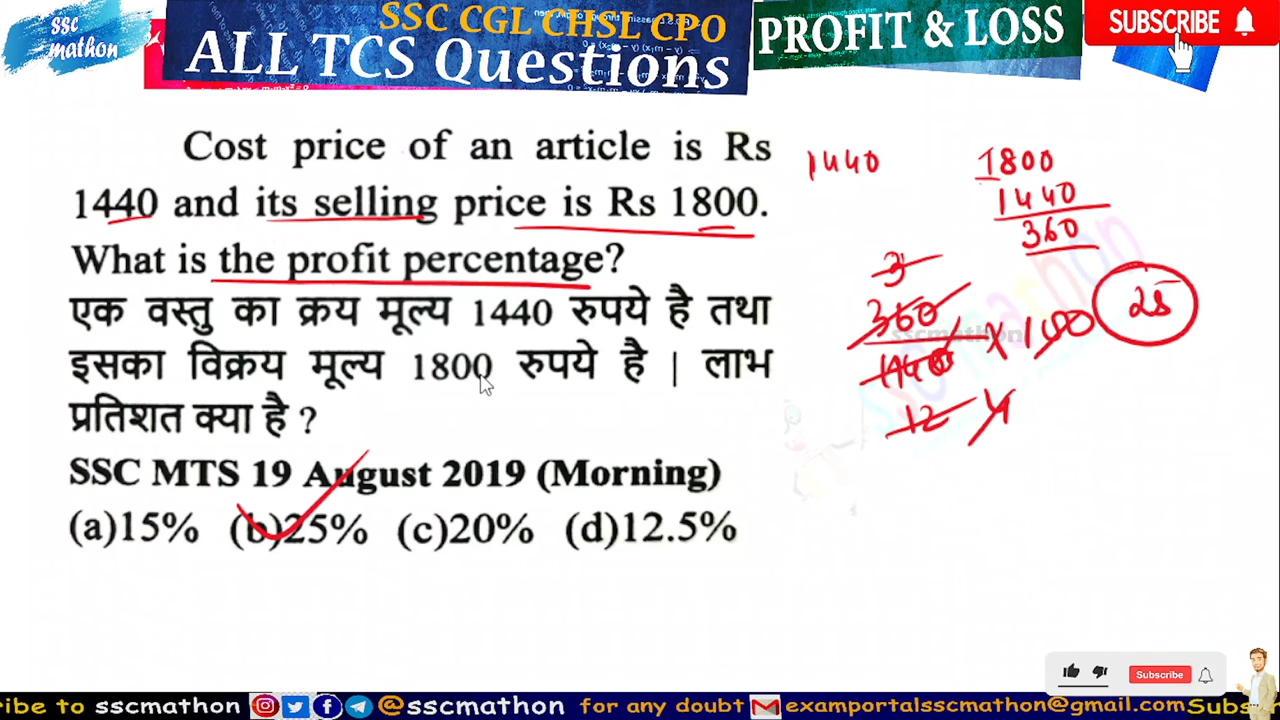 SSC mathon
SSC CGL CHSL CPO
ALL TCS Questions
PROFIT & LOSS
SUBSCRIBE
Cost price of an article is Rs
1440 and its selling price is Rs 1800.
What is the profit percentage?
एक वस्तु का क्रय मूल्य 1440 रुपये है तथा
इसका विक्रय मूल्य 1800 रुपये है | लाभ
प्रतिशत क्या है ?
SSC MTS 19 August 2019 (Morning)
(a)15% (b)25% (c)20% (d)12.5%
1440
1800
1440
360
3
360
1440 x 100
12 4
25
sscmathon
Subscribe
ribe to sscmathon @sscmathon for any doubt examportalsscmathon@gmail.com Subs